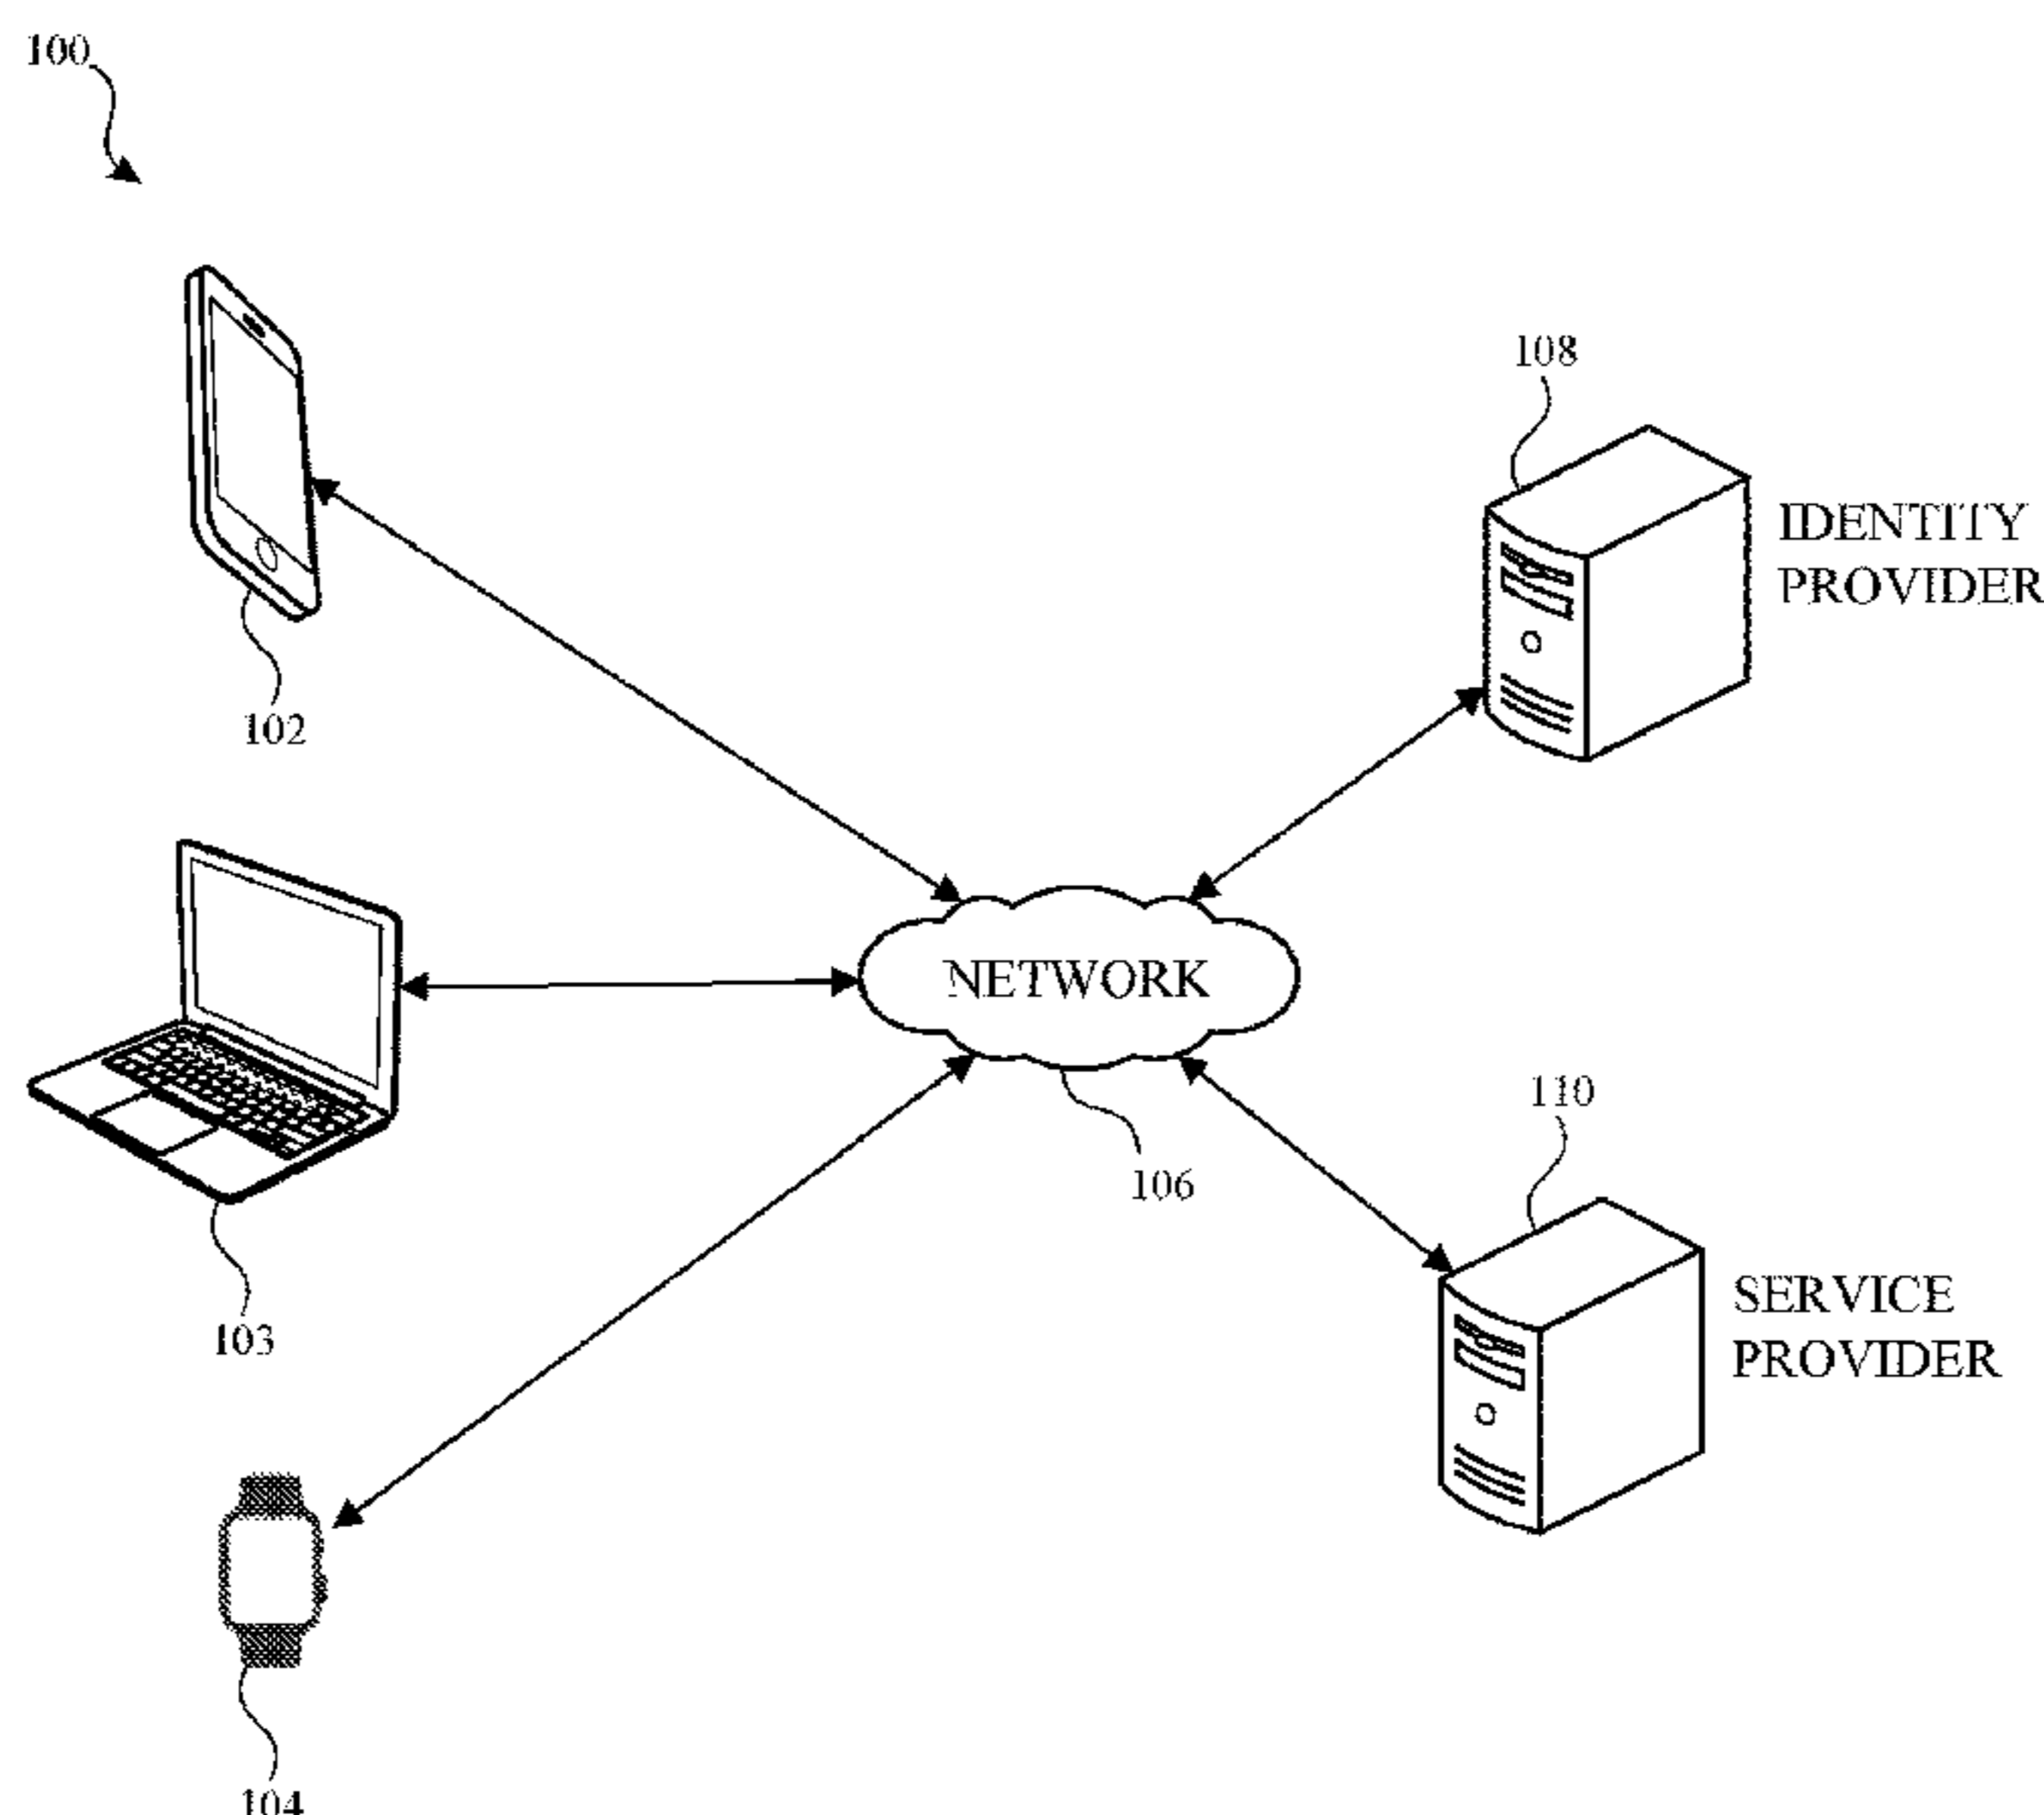 100
108
IDENTITY
PROVIDER
102
NETWORK
110
106
SERVICE
PROVIDER
103
104